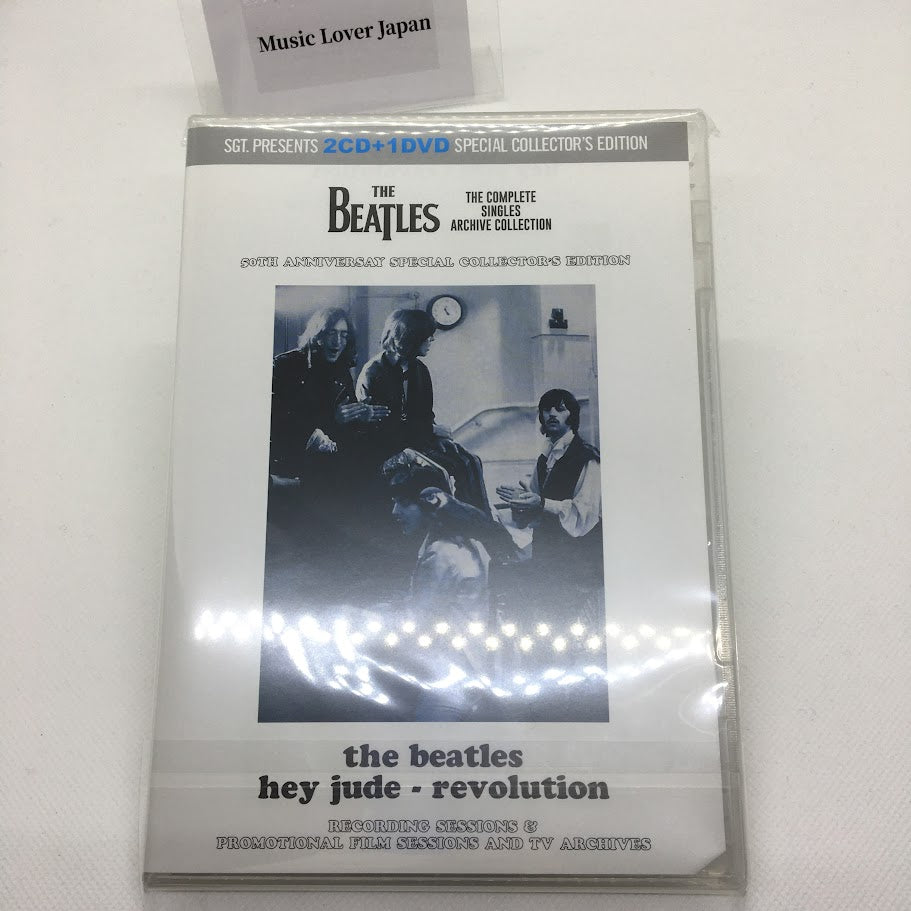 Music Lover Japan
SGT. PRESENTS 2CD+1DVD SPECIAL COLLECTOR'S EDITION
THE BEATLES
THE COMPLETE
SINGLES
ARCHIVE COLLECTION
50TH ANNIVERSAY SPECIAL COLLECTOR'S EDITION
the beatles
hey jude - revolution
RECORDING SESSIONS &
PROMOTIONAL FILM SESSIONS AND TV ARCHIVES